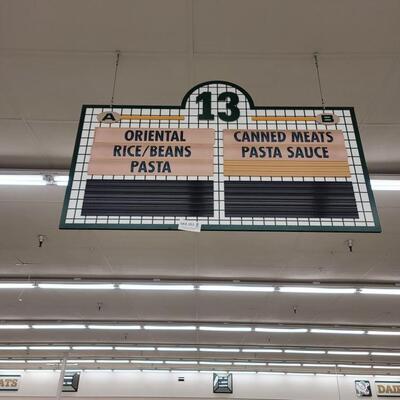 13
A
B
ORIENTAL
RICE/BEANS
PASTA
CANNED MEATS
PASTA SAUCE